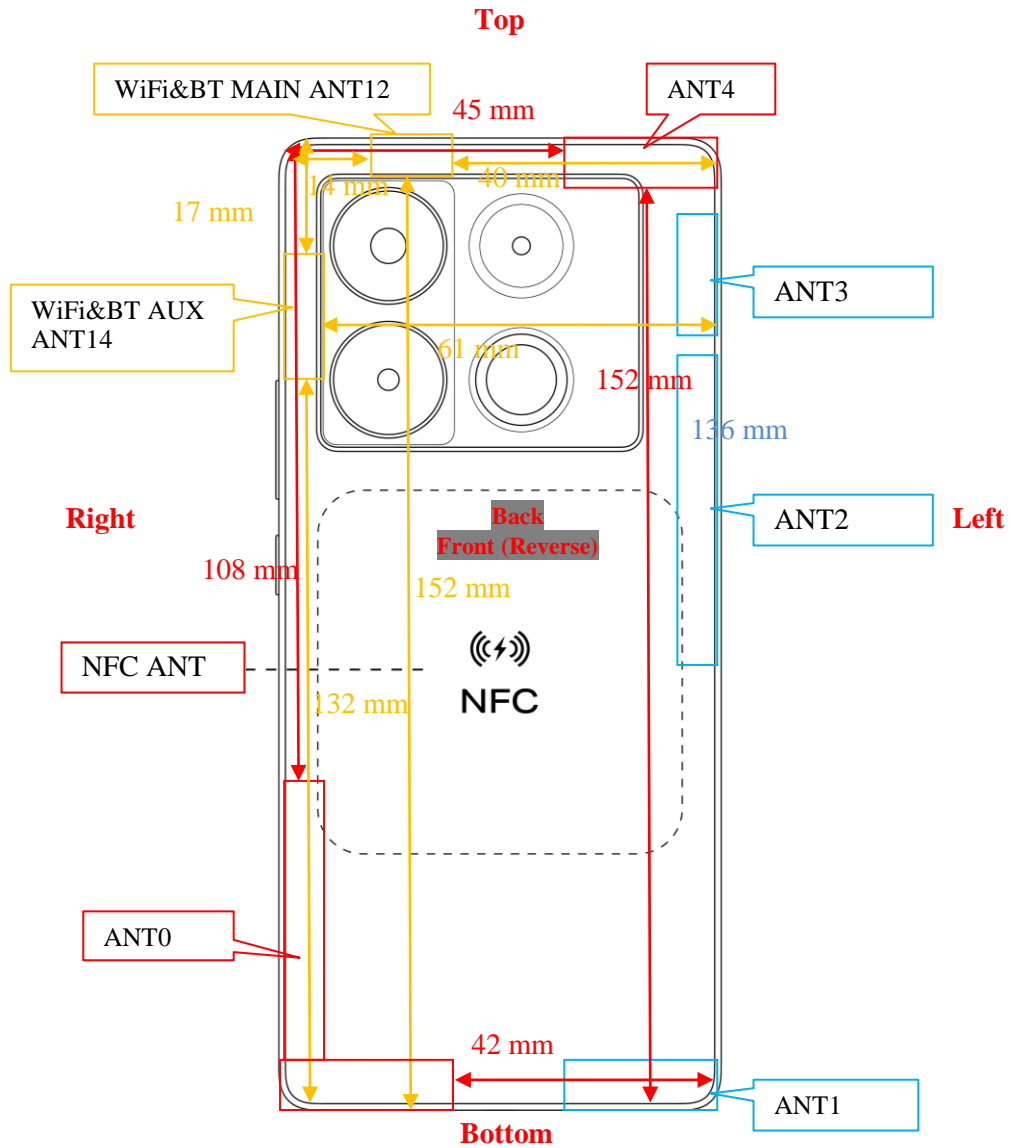 Top
WiFi&BT MAIN ANT12
ANT4
45 mm
14 mm
40 mm
17 mm
ANT3
WiFi&BT AUX
ANT14
61 mm
152 mm
136 mm
Back
Right
ANT2
Left
Front (Reverse)
108 mm
152 mm
NFC ANT
NFC
132 mm
ANT0
42 mm
ANT1
Bottom